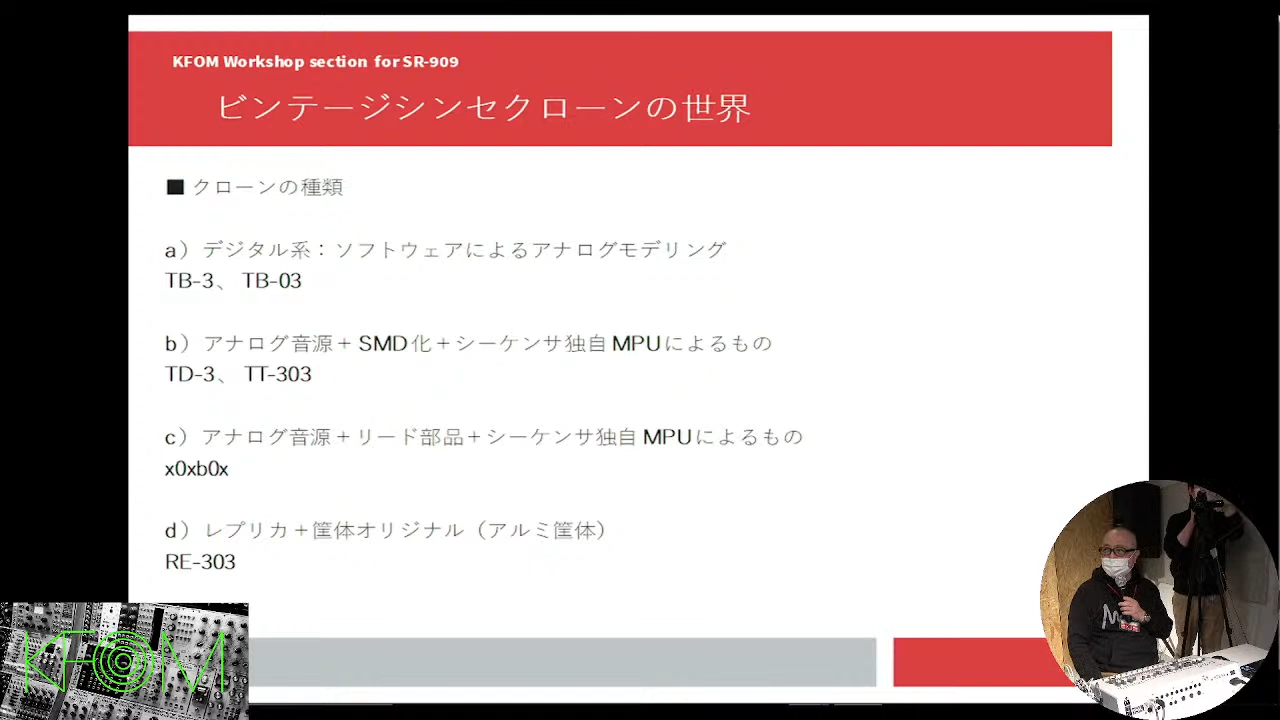 KFOM Workshop section for SR-909
ビンテージシンセクローンの世界
■ クローンの種類
a）デジタル系：ソフトウェアによるアナログモデリング
TB-3、 TB-03
b）アナログ音源＋SMD化＋シーケンサ独自MPUによるもの
TD-3、 TT-303
c）アナログ音源＋リード部品＋シーケンサ独自MPUによるもの
x0xb0x
d）レプリカ＋筐体オリジナル（アルミ筐体）
RE-303
KFOM